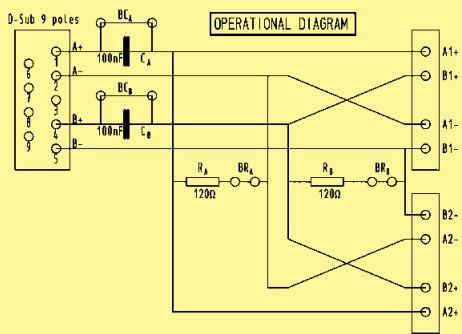 D-Sub 9 poles
BCA
OPERATIONAL DIAGRAM
A+
1
100nF
CA
A1+
6
A-
2
BCB
B1+
7
3
8
B+
4
100nF
CB
A1-
9
B-
5
B1-
RA
BRA
RB
BRB
120Ω
120Ω
B2-
A2-
B2+
A2+